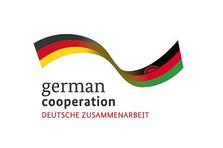 german
cooperation
DEUTSCHE ZUSAMMENARBEIT